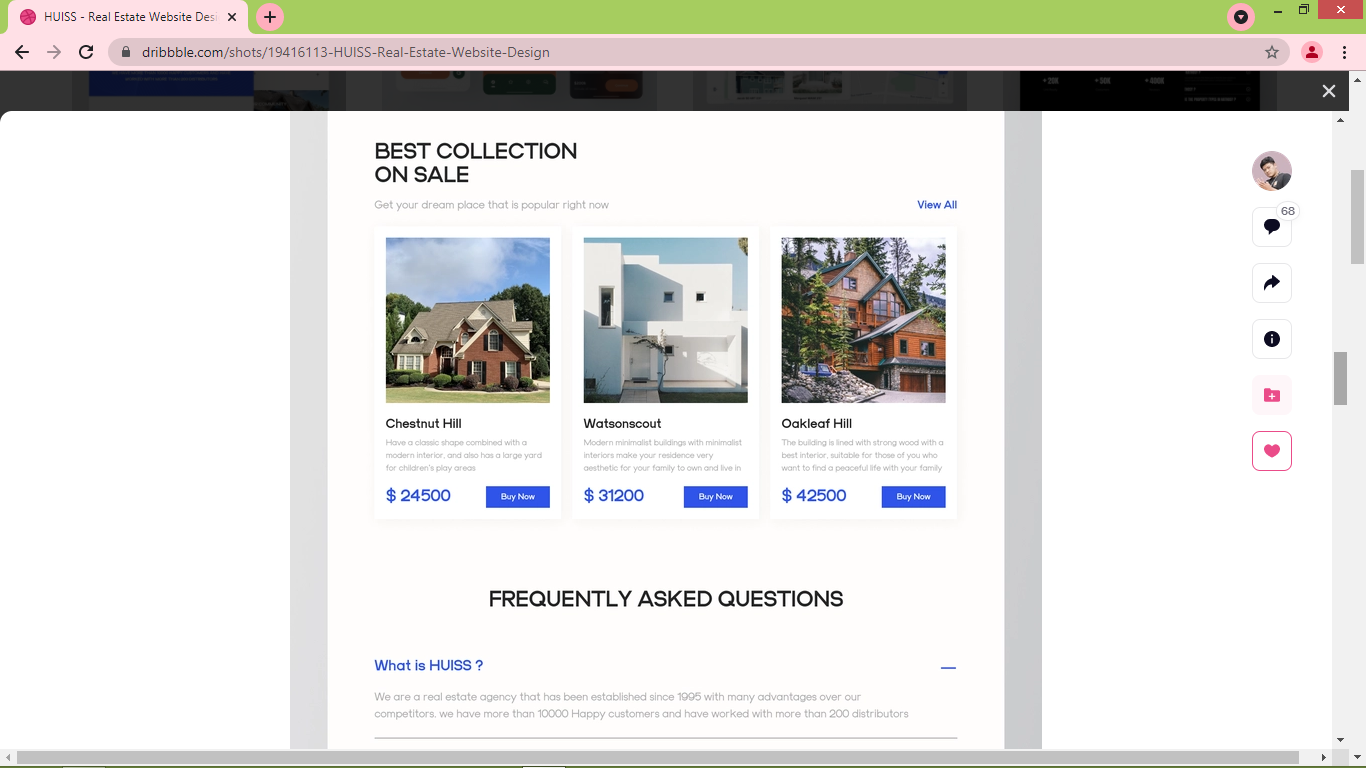 HUISS - Real Estate Website Desi
dribbble.com/shots/19416113-HUISS-Real-Estate-Website-Design
+20K
+50K
+400K
68
BEST COLLECTION
ON SALE
Get your dream place that is popular right now
View All
Chestnut Hill
Have a classic shape combined with a
modern interior, and also has a large yard
for children's play areas
$ 24500
Buy Now
Watsonscout
Modern minimalist buildings with minimalist
interiors make your residence very
aesthetic for your family to own and live in
$ 31200
Buy Now
Oakleaf Hill
The building is lined with strong wood with a
best interior, suitable for those of you who
want to find a peaceful life with your family
$ 42500
Buy Now
FREQUENTLY ASKED QUESTIONS
What is HUISS ?
We are a real estate agency that has been established since 1995 with many advantages over our
competitors. we have more than 10000 Happy customers and have worked with more than 200 distributors